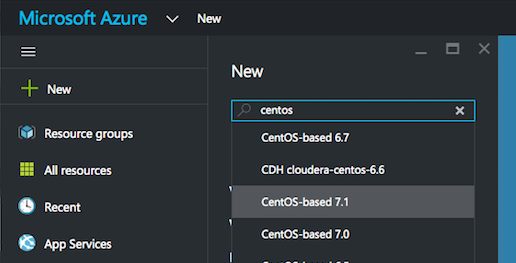 Microsoft Azure New
New
New
centos
Resource groups
CentOS-based 6.7
All resources
CDH cloudera-centos-6.6
Recent
CentOS-based 7.1
App Services
CentOS-based 7.0